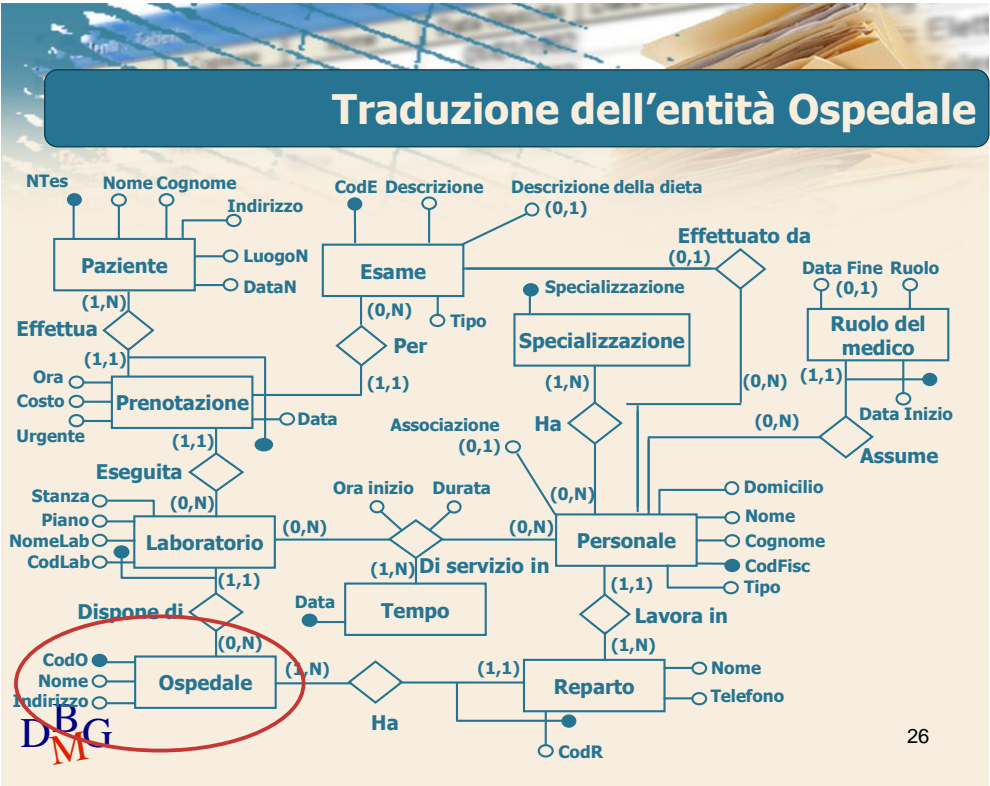 Traduzione dell'entità Ospedale
NTes Nome Cognome CodE Descrizione Descrizione della dieta
Indirizzo (0,1)
Effettuato da
Paziente LuogoN Esame (0,1) Data Fine Ruolo
DataN Specializzazione (0,1)
(1,N) (0,N) Tipo Specializzazione Ruolo del
medico
Effettua Per
(1,1) (1,1) (1,N) (0,N) (1,1)
Ora
Costo Prenotazione Data Data Inizio
Urgente Associazione Ha (0,N)
(1,1) (0,1) Assume
Eseguita
Stanza (0,N) Ora inizio Durata (0,N) Domicilio
Piano (0,N) (0,N) Nome
NomeLab Laboratorio Personale Cognome
CodLab (1,N) Di servizio in CodFisc
(1,1) (1,1) Tipo
Dispone di Data Tempo Lavora in
(0,N) (1,N)
CodO (1,N) (1,1) Nome
Nome Ospedale Reparto
Indirizzo Telefono
Ha
DBMG CodR 26